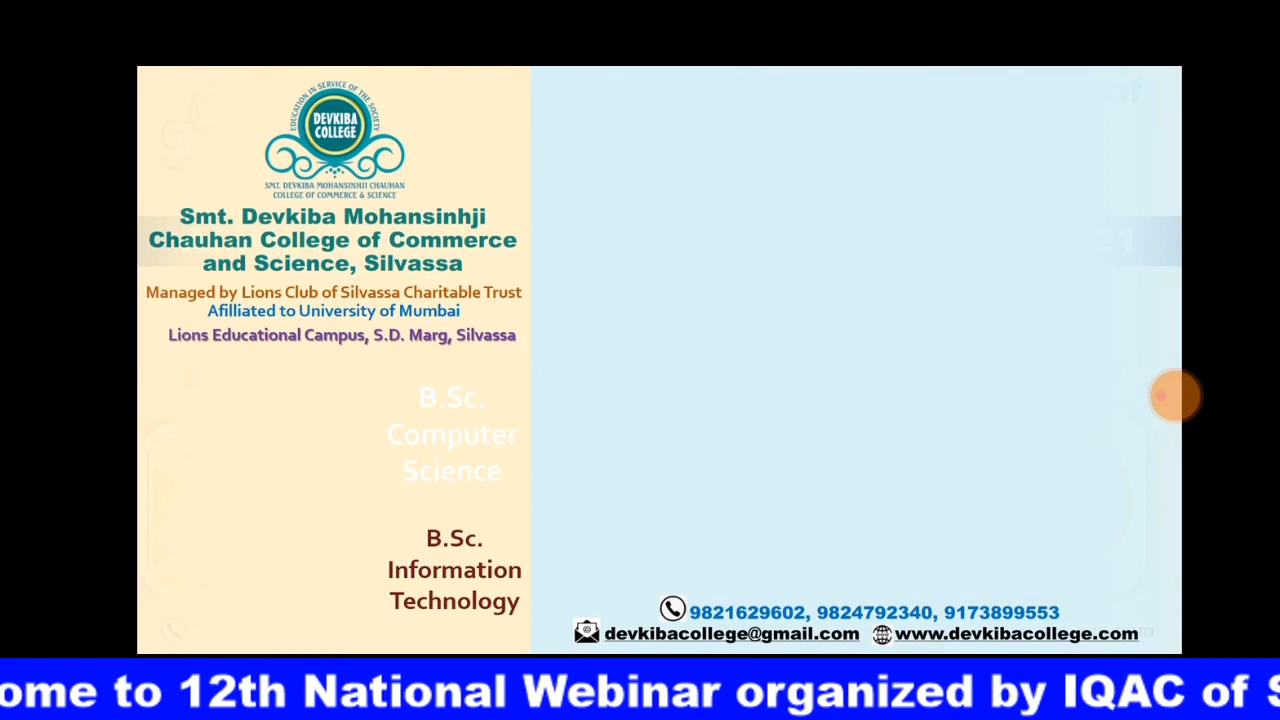 EDUCATION IN SERVICE OF THE SOCIETY
DEVKIBA
COLLEGE
SMT. DEVKIBA MOHANSINHJI CHAUHAN
COLLEGE OF COMMERCE & SCIENCE
Smt. Devkiba Mohansinhji
Chauhan College of Commerce
and Science, Silvassa
Managed by Lions Club of Silvassa Charitable Trust
Afilliated to University of Mumbai
Lions Educational Campus, S.D. Marg, Silvassa
B.Sc.
Computer
Science
B.Sc.
Information
Technology
of
21
9821629602, 9824792340, 9173899553
devkibacollege@gmail.com www.devkibacollege.com
ome to 12th National Webinar organized by IQAC of S